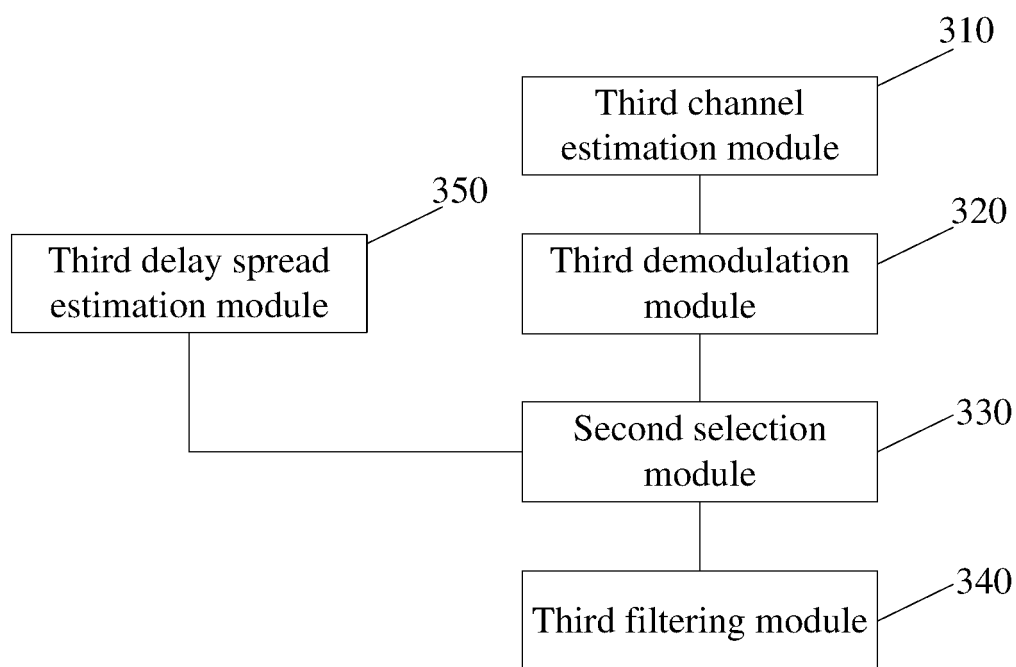 310
Third channel
estimation module
350
320
Third delay spread
estimation module
Third demodulation
module
330
Second selection
module
340
Third filtering module